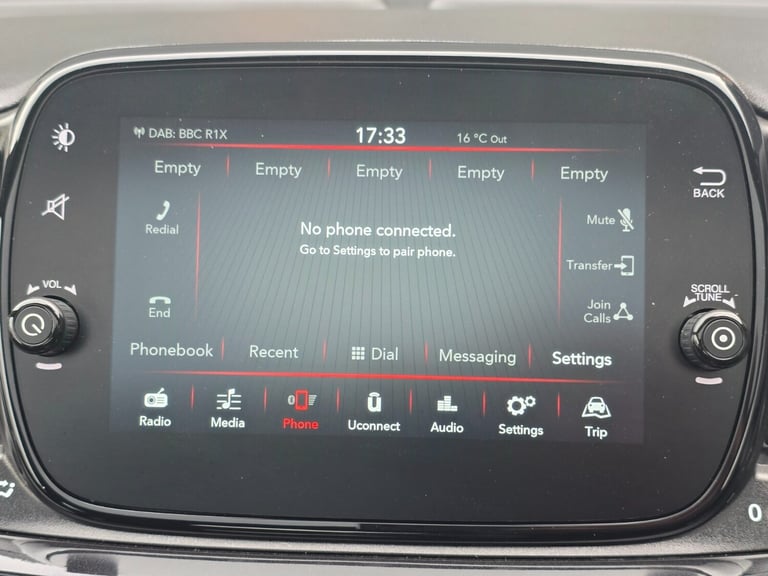 DAB: BBC R1X 17:33 16 °C Out
Empty Empty Empty Empty Empty
BACK
Redial
No phone connected.
Go to Settings to pair phone.
Mute
Transfer
VOL
SCROLL
TUNE
End
Join
Calls
Phonebook Recent Dial Messaging Settings
Radio Media Phone Uconnect Audio Settings Trip
0